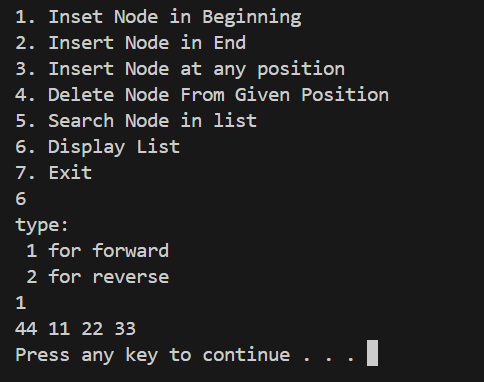 1. Inset Node in Beginning
2. Insert Node in End
3. Insert Node at any position
4. Delete Node From Given Position
5. Search Node in list
6. Display List
7. Exit
6
type:
 1 for forward
 2 for reverse
1
44 11 22 33
Press any key to continue . . .